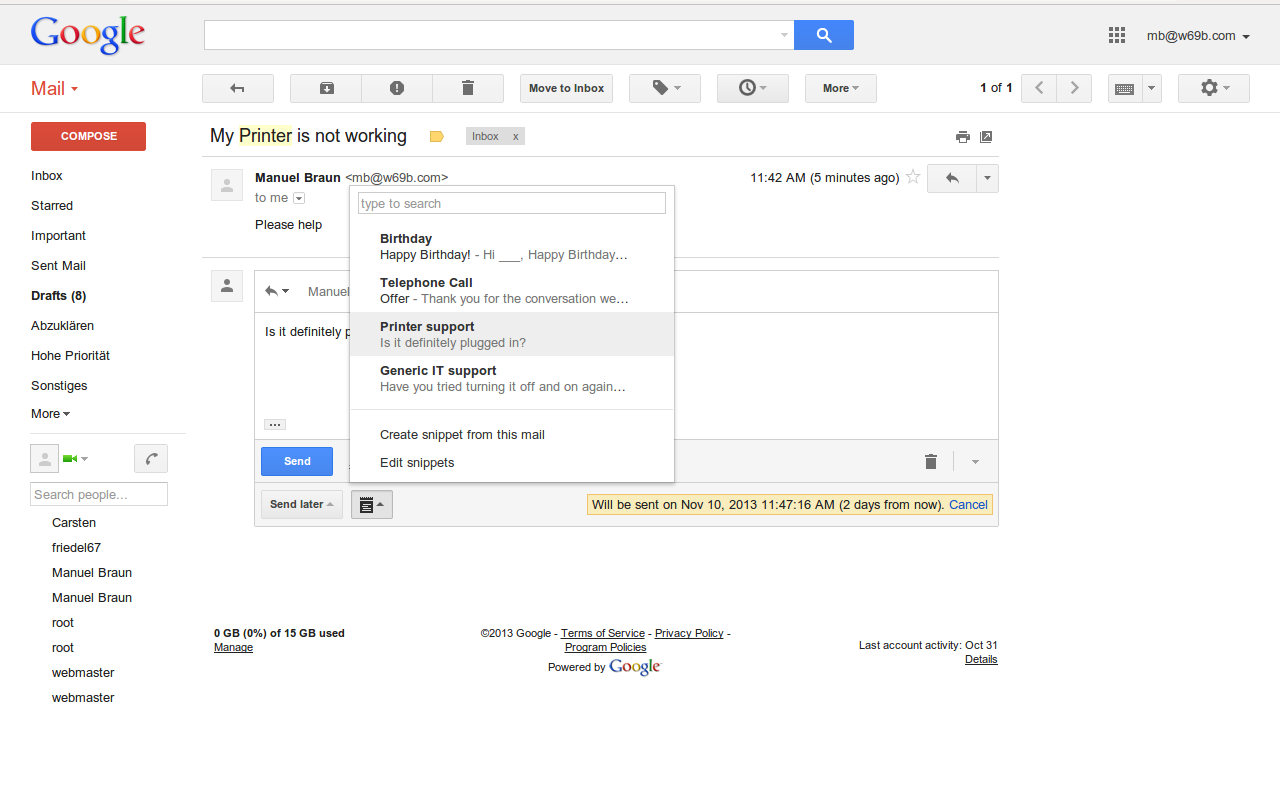 Google
mb@w69b.com
Mail
Move to Inbox
More
1 of 1
COMPOSE
My Printer is not working
Inbox x
Inbox
Starred
Important
Sent Mail
Drafts (8)
Abzuklären
Hohe Priorität
Sonstiges
More
Search people...
Carsten
friedel67
Manuel Braun
Manuel Braun
root
root
webmaster
webmaster
Manuel Braun <mb@w69b.com>
11:42 AM (5 minutes ago)
to me
Please help
type to search
Birthday
Happy Birthday! - Hi ___, Happy Birthday…
Telephone Call
Offer - Thank you for the conversation we…
Printer support
Is it definitely plugged in?
Generic IT support
Have you tried turning it off and on again…
Create snippet from this mail
Edit snippets
Manuel
Is it definitely
Send
Send later
Will be sent on Nov 10, 2013 11:47:16 AM (2 days from now). Cancel
0 GB (0%) of 15 GB used
Manage
©2013 Google - Terms of Service - Privacy Policy -
Program Policies
Powered by Google
Last account activity: Oct 31
Details